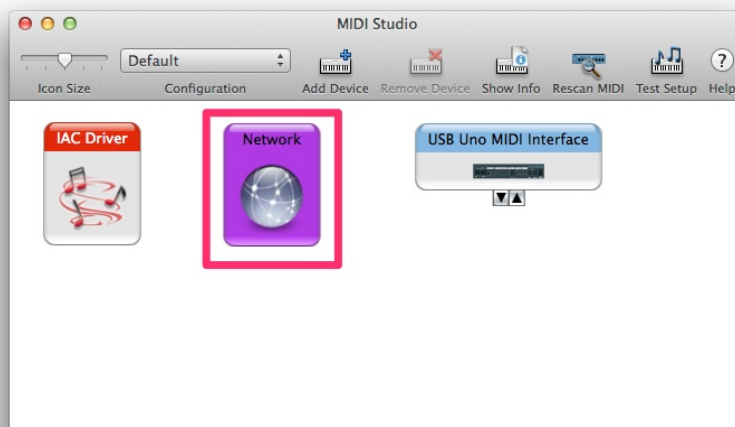 MIDI Studio
Default
Icon Size
Configuration
Add Device
Remove Device
Show Info
Rescan MIDI
Test Setup
?
Help
IAC Driver
Network
USB Uno MIDI Interface